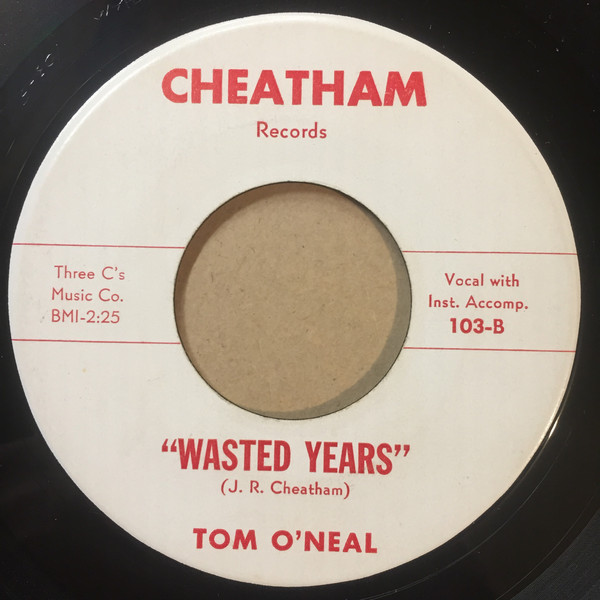 CHEATHAM
Records
Three C's
Music Co.
BMI-2:25
Vocal with
Inst. Accomp.
103-B
"WASTED YEARS"
(J. R. Cheatham)
TOM O'NEAL